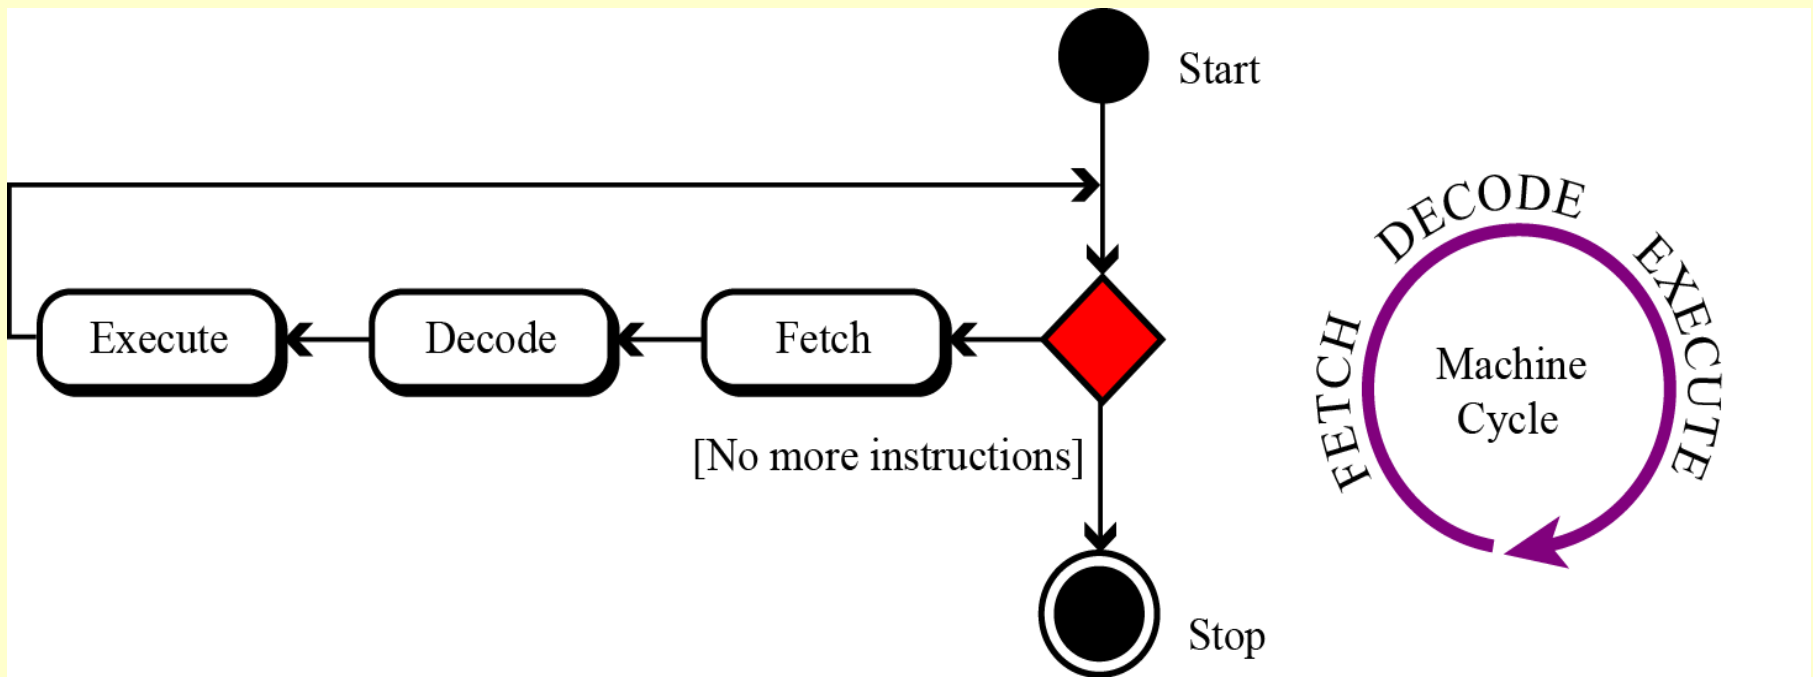 Start
Execute
Decode
Fetch
[No more instructions]
Stop
FETCH
DECODE
EXECUTE
Machine
Cycle